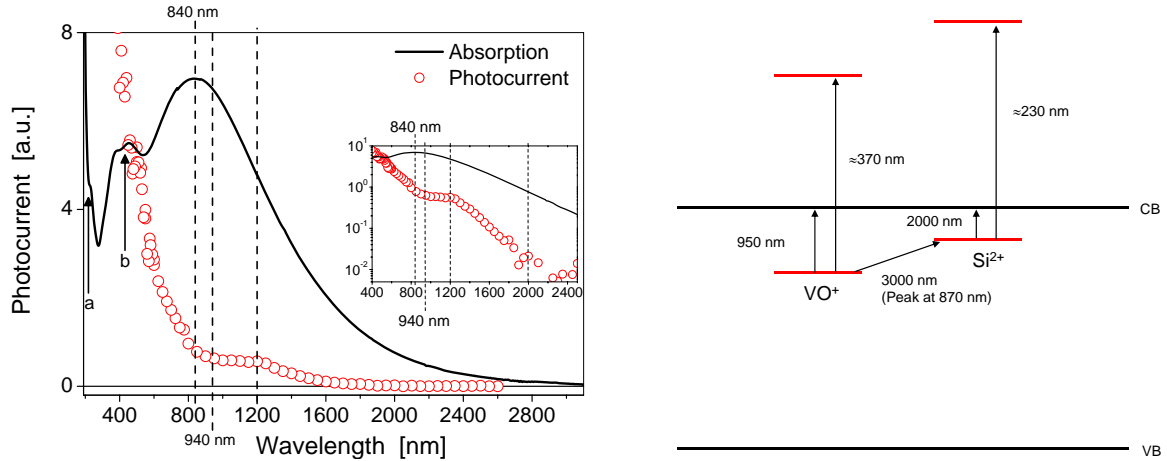 840 nm
8
4
0
Photocurrent [a.u.]
Absorption
Photocurrent
a
b
840 nm
10¹
10⁰
10⁻¹
10⁻²
400 800 1200 1600 2000 2400
940 nm
400 800 1200 1600 2000 2400 2800
940 nm
Wavelength [nm]
≈230 nm
≈370 nm
CB
2000 nm
950 nm
Si²⁺
3000 nm
(Peak at 870 nm)
VO⁺
VB